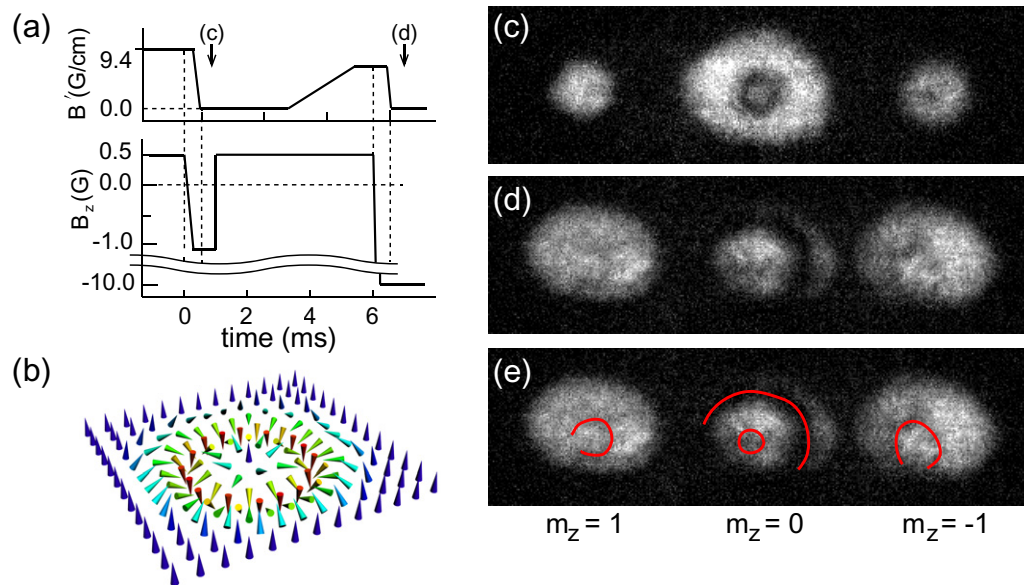 (a)
(c)
(d)
B'(G/cm)
9.4
0.0
B_z(G)
0.5
0.0
-1.0
-10.0
0
2
4
6
time (ms)
(b)
(c)
(d)
(e)
m_z = 1
m_z = 0
m_z = -1